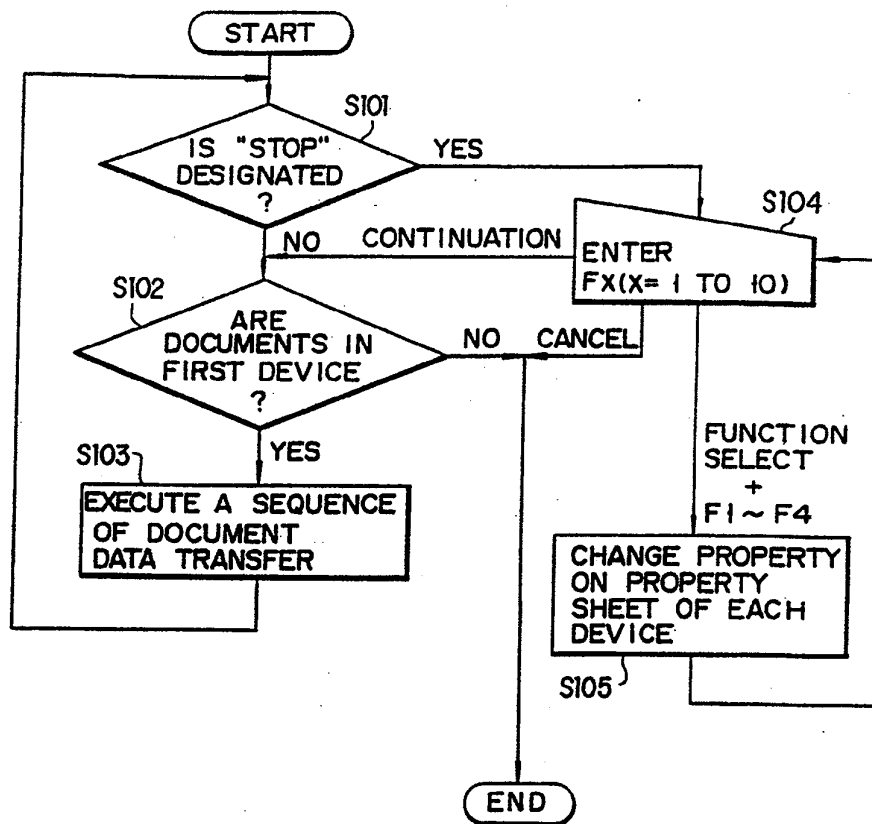 START
S101
IS "STOP"
DESIGNATED
?
YES
S104
ENTER
FX(X= 1 TO 10)
NO
CONTINUATION
S102
ARE
DOCUMENTS IN
FIRST DEVICE
?
NO
CANCEL
YES
FUNCTION
SELECT
+
F1 ~ F4
S103
EXECUTE A SEQUENCE
OF DOCUMENT
DATA TRANSFER
CHANGE PROPERTY
ON PROPERTY
SHEET OF EACH
DEVICE
S105
END